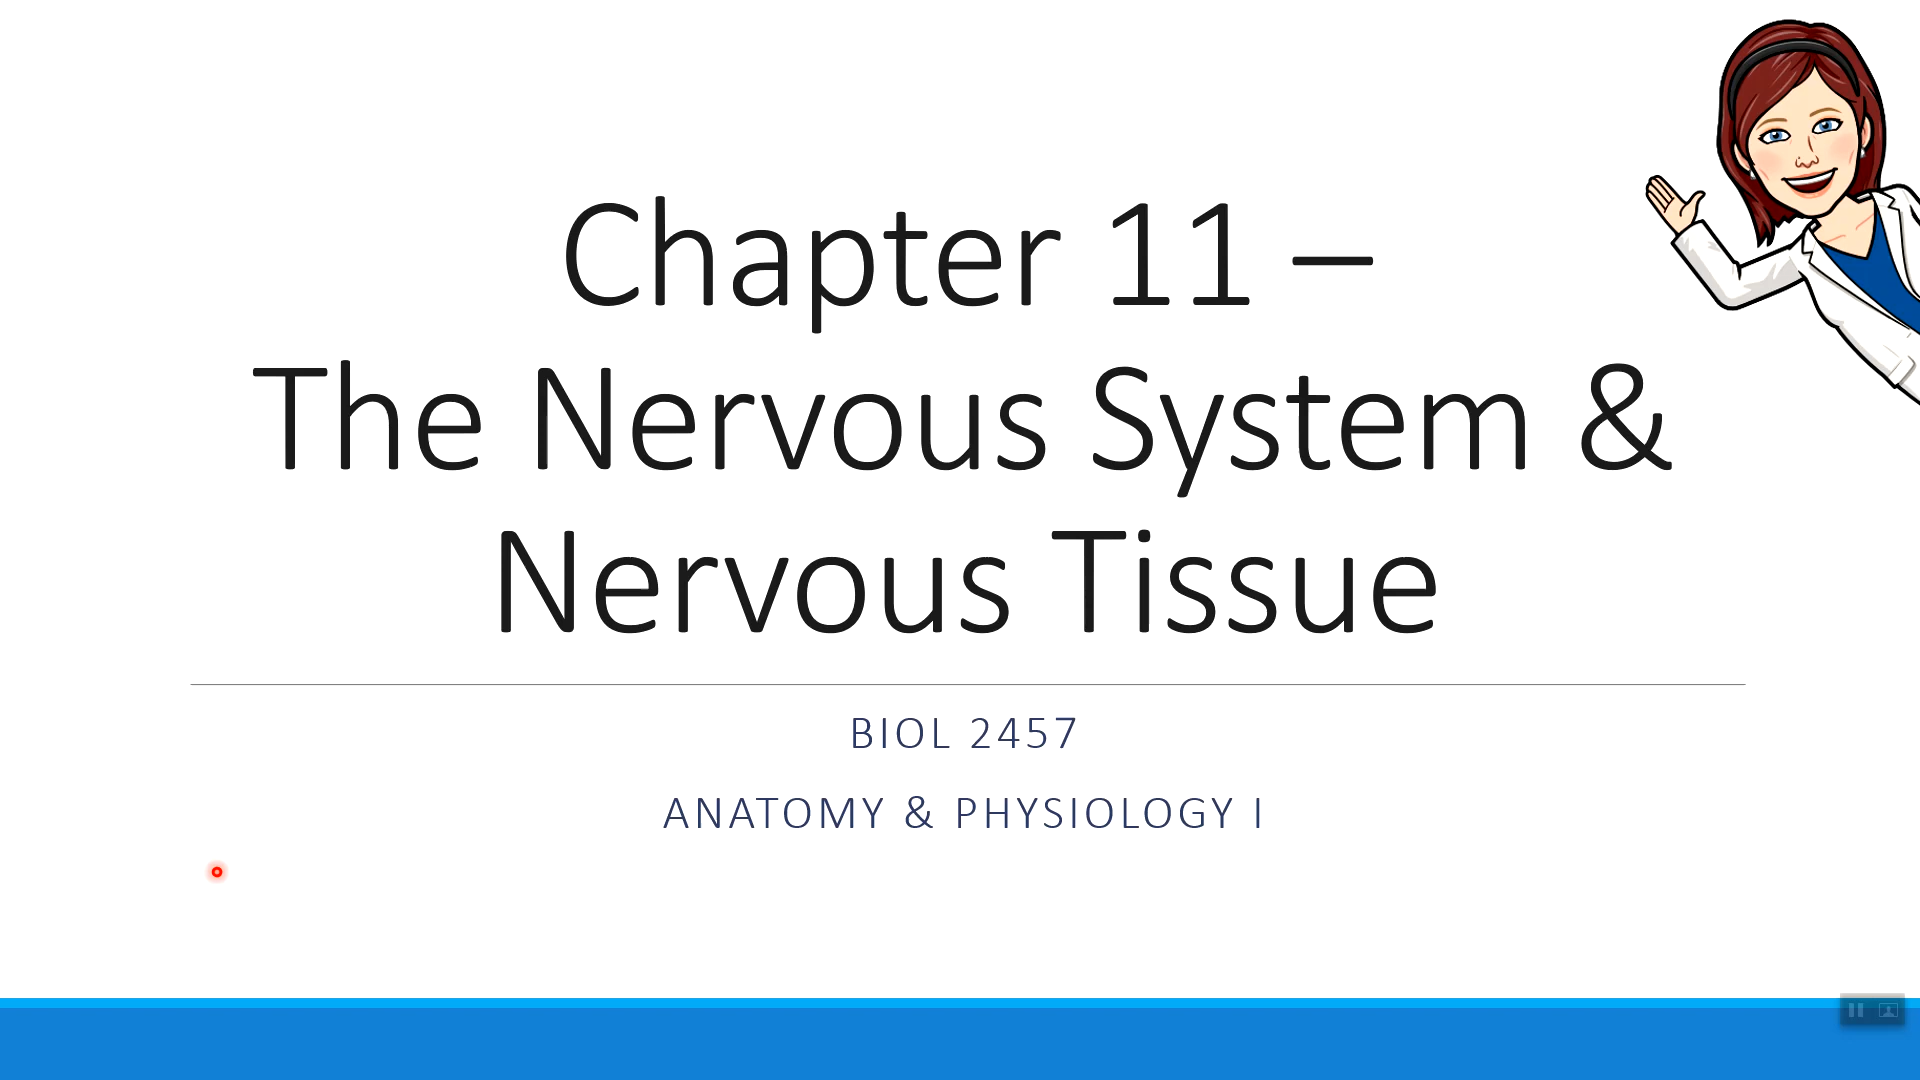 Chapter 11 –
The Nervous System &
Nervous Tissue
BIOL 2457
ANATOMY & PHYSIOLOGY I